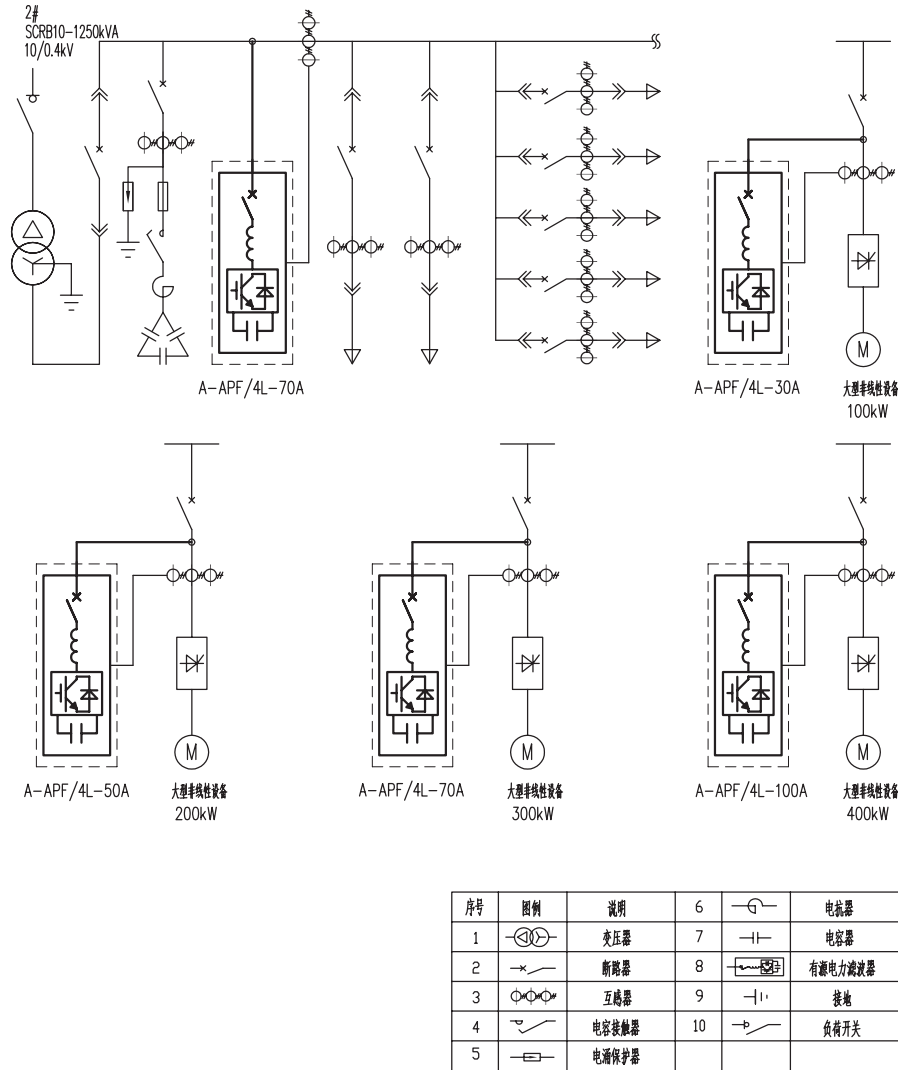 2#
SCRB10-1250kVA
10/0.4kV
A-APF/4L-70A
A-APF/4L-30A
M
大型非线性设备
100kW
A-APF/4L-50A
M
大型非线性设备
200kW
A-APF/4L-70A
M
大型非线性设备
300kW
A-APF/4L-100A
M
大型非线性设备
400kW
序号 图例 说明 6 电抗器
1 变压器 7 电容器
2 断路器 8 有源电力滤波器
3 互感器 9 接地
4 电容接触器 10 负荷开关
5 电涌保护器